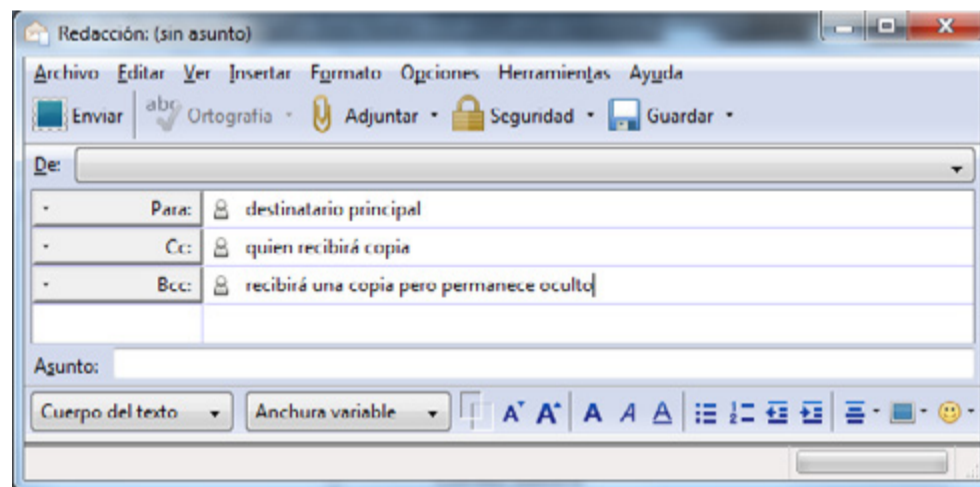 Redacción: (sin asunto)
Archivo Editar Ver Insertar Formato Opciones Herramientas Ayuda
Enviar abc Ortografía Adjuntar Seguridad Guardar
De:
Para: destinatario principal
Cc: quien recibirá copia
Bcc: recibirá una copia pero permanece oculto
Asunto:
Cuerpo del texto Anchura variable A A A A A